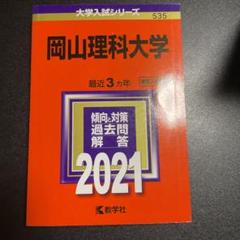 大学入試シリーズ
535
岡山理科大学
最近3カ年
傾向と対策
過去問
解答
2021
教学社